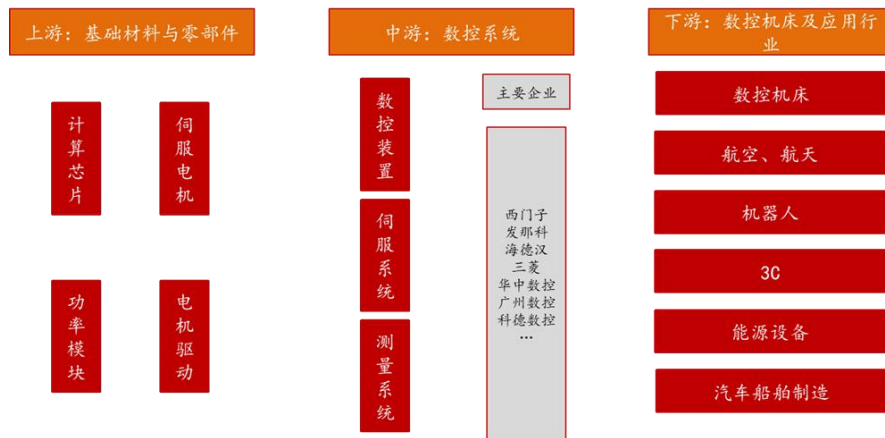 上游：基础材料与零部件
计算芯片
伺服电机
功率模块
电机驱动
中游：数控系统
数控装置
伺服系统
测量系统
主要企业
西门子
发那科
海德汉
三菱
华中数控
广州数控
科德数控
…
下游：数控机床及应用行
业
数控机床
航空、航天
机器人
3C
能源设备
汽车船舶制造